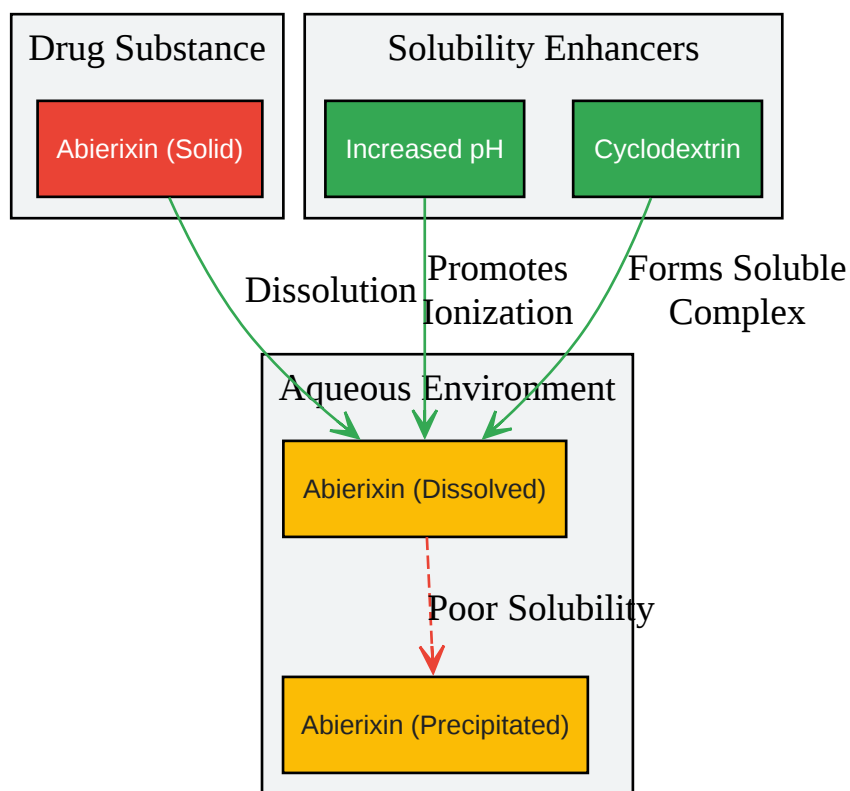 Drug Substance
Solubility Enhancers
Abierixin (Solid)
Increased pH
Cyclodextrin
Dissolution
Promotes
Ionization
Forms Soluble
Complex
Aqueous Environment
Abierixin (Dissolved)
Poor Solubility
Abierixin (Precipitated)